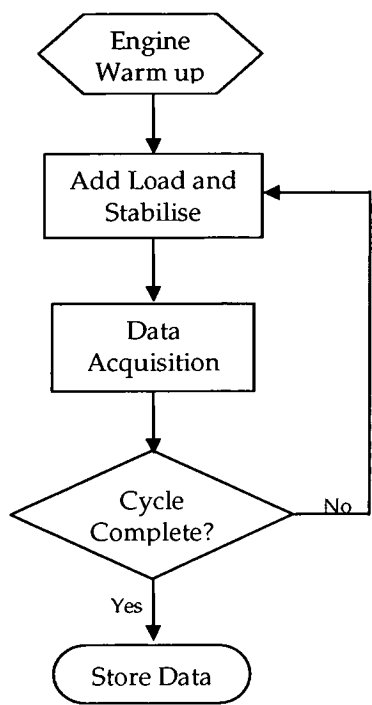 Engine
Warm up
Add Load and
Stabilise
Data
Acquisition
Cycle
Complete?
No
Yes
Store Data